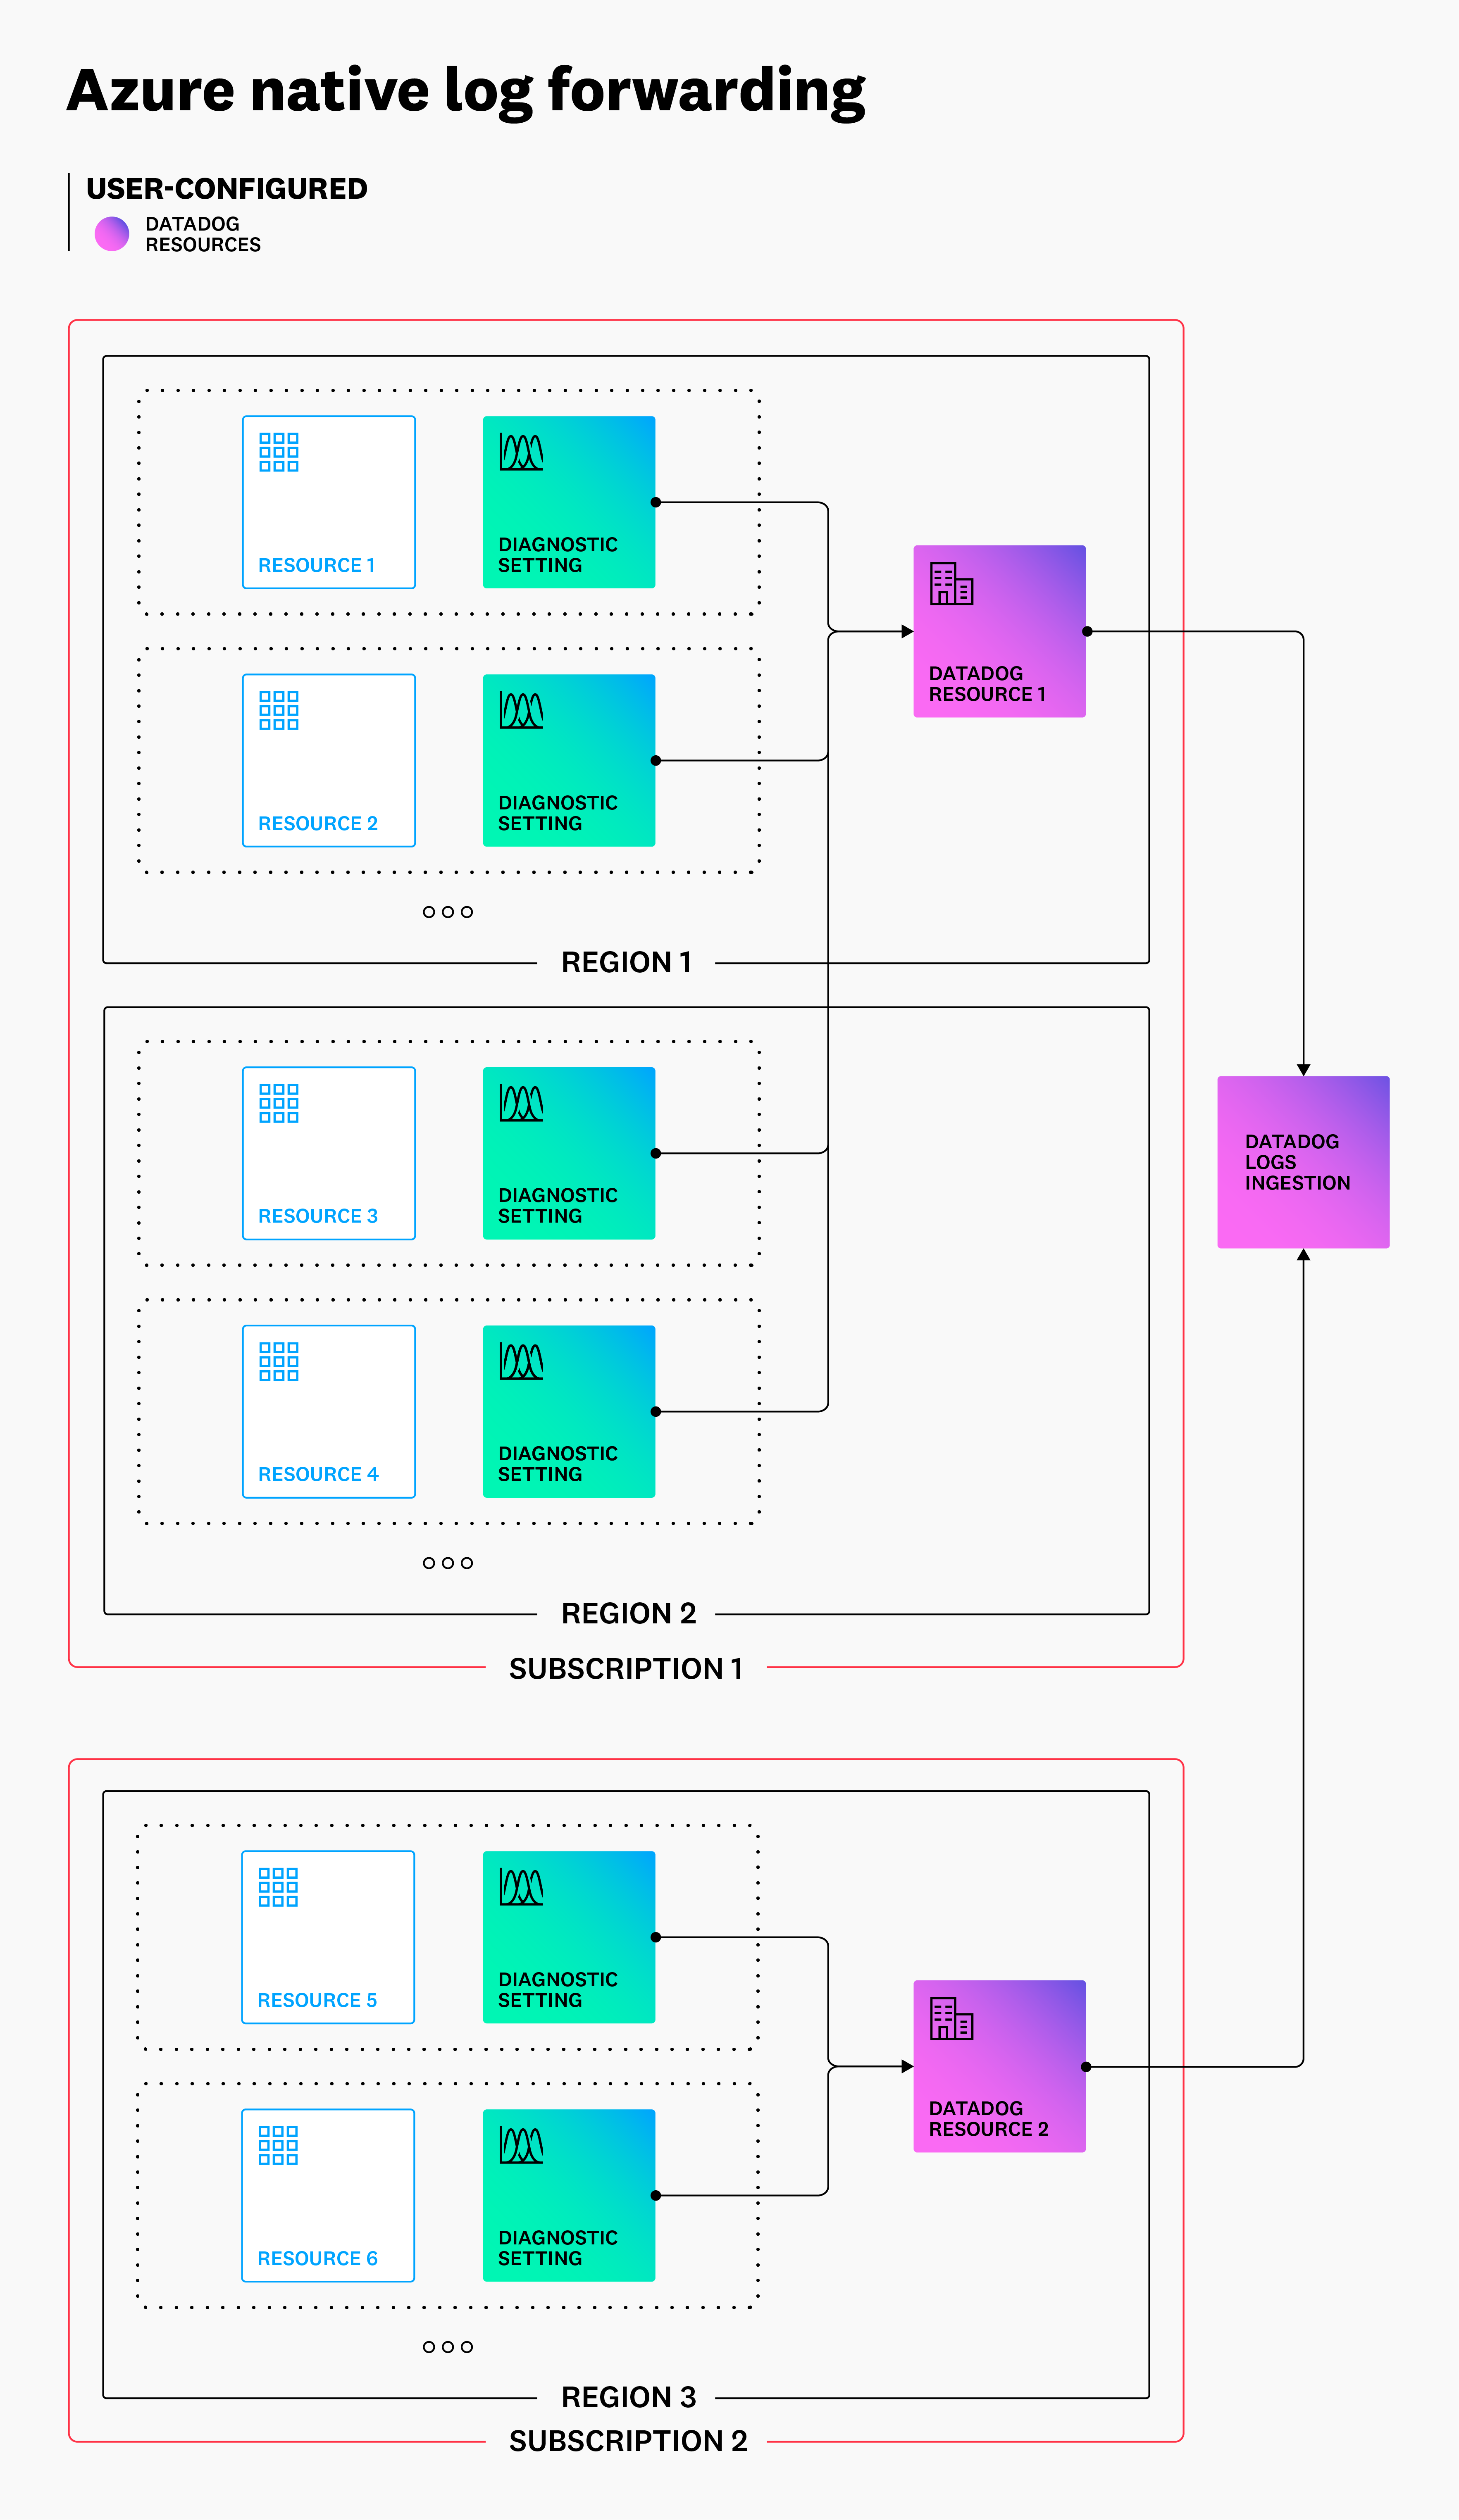 Azure native log forwarding
USER-CONFIGURED
DATADOG
RESOURCES
RESOURCE 1
DIAGNOSTIC
SETTING
DATADOG
RESOURCE 1
RESOURCE 2
DIAGNOSTIC
SETTING
REGION 1
RESOURCE 3
DIAGNOSTIC
SETTING
DATADOG
LOGS
INGESTION
RESOURCE 4
DIAGNOSTIC
SETTING
REGION 2
SUBSCRIPTION 1
RESOURCE 5
DIAGNOSTIC
SETTING
DATADOG
RESOURCE 2
RESOURCE 6
DIAGNOSTIC
SETTING
REGION 3
SUBSCRIPTION 2